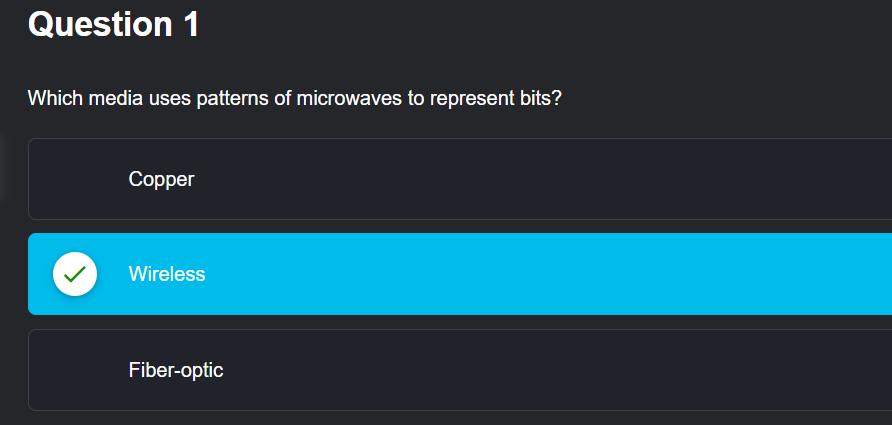 Question 1
Which media uses patterns of microwaves to represent bits?
Copper
Wireless
Fiber-optic